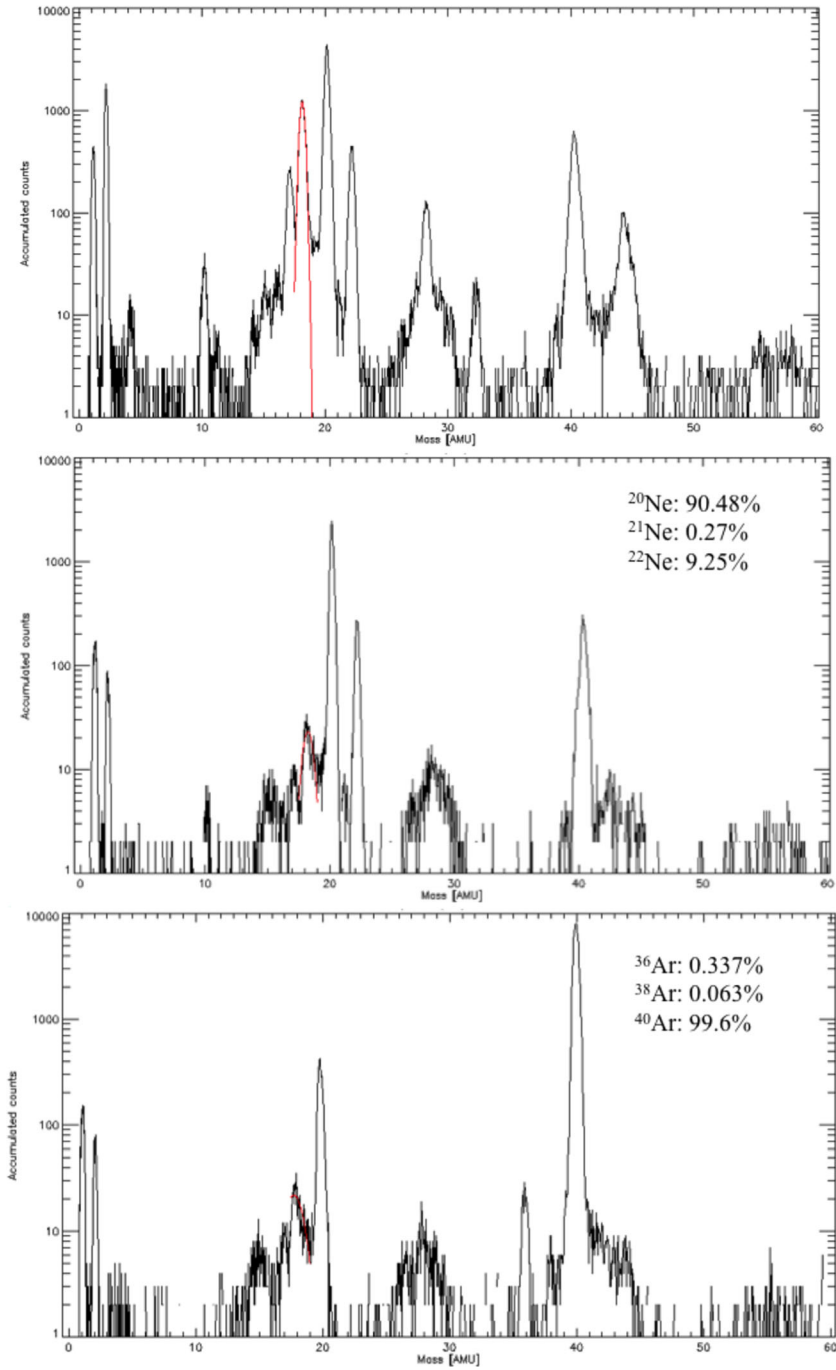 10000
1000
100
10
1
Accumulated counts
0 10 20 30 40 50 60
Mass [AMU]
10000
1000
100
10
1
Accumulated counts
20Ne: 90.48%
21Ne: 0.27%
22Ne: 9.25%
0 10 20 30 40 50 60
Mass [AMU]
10000
1000
100
10
1
Accumulated counts
36Ar: 0.337%
38Ar: 0.063%
40Ar: 99.6%
0 10 20 30 40 50 60
Mass [AMU]